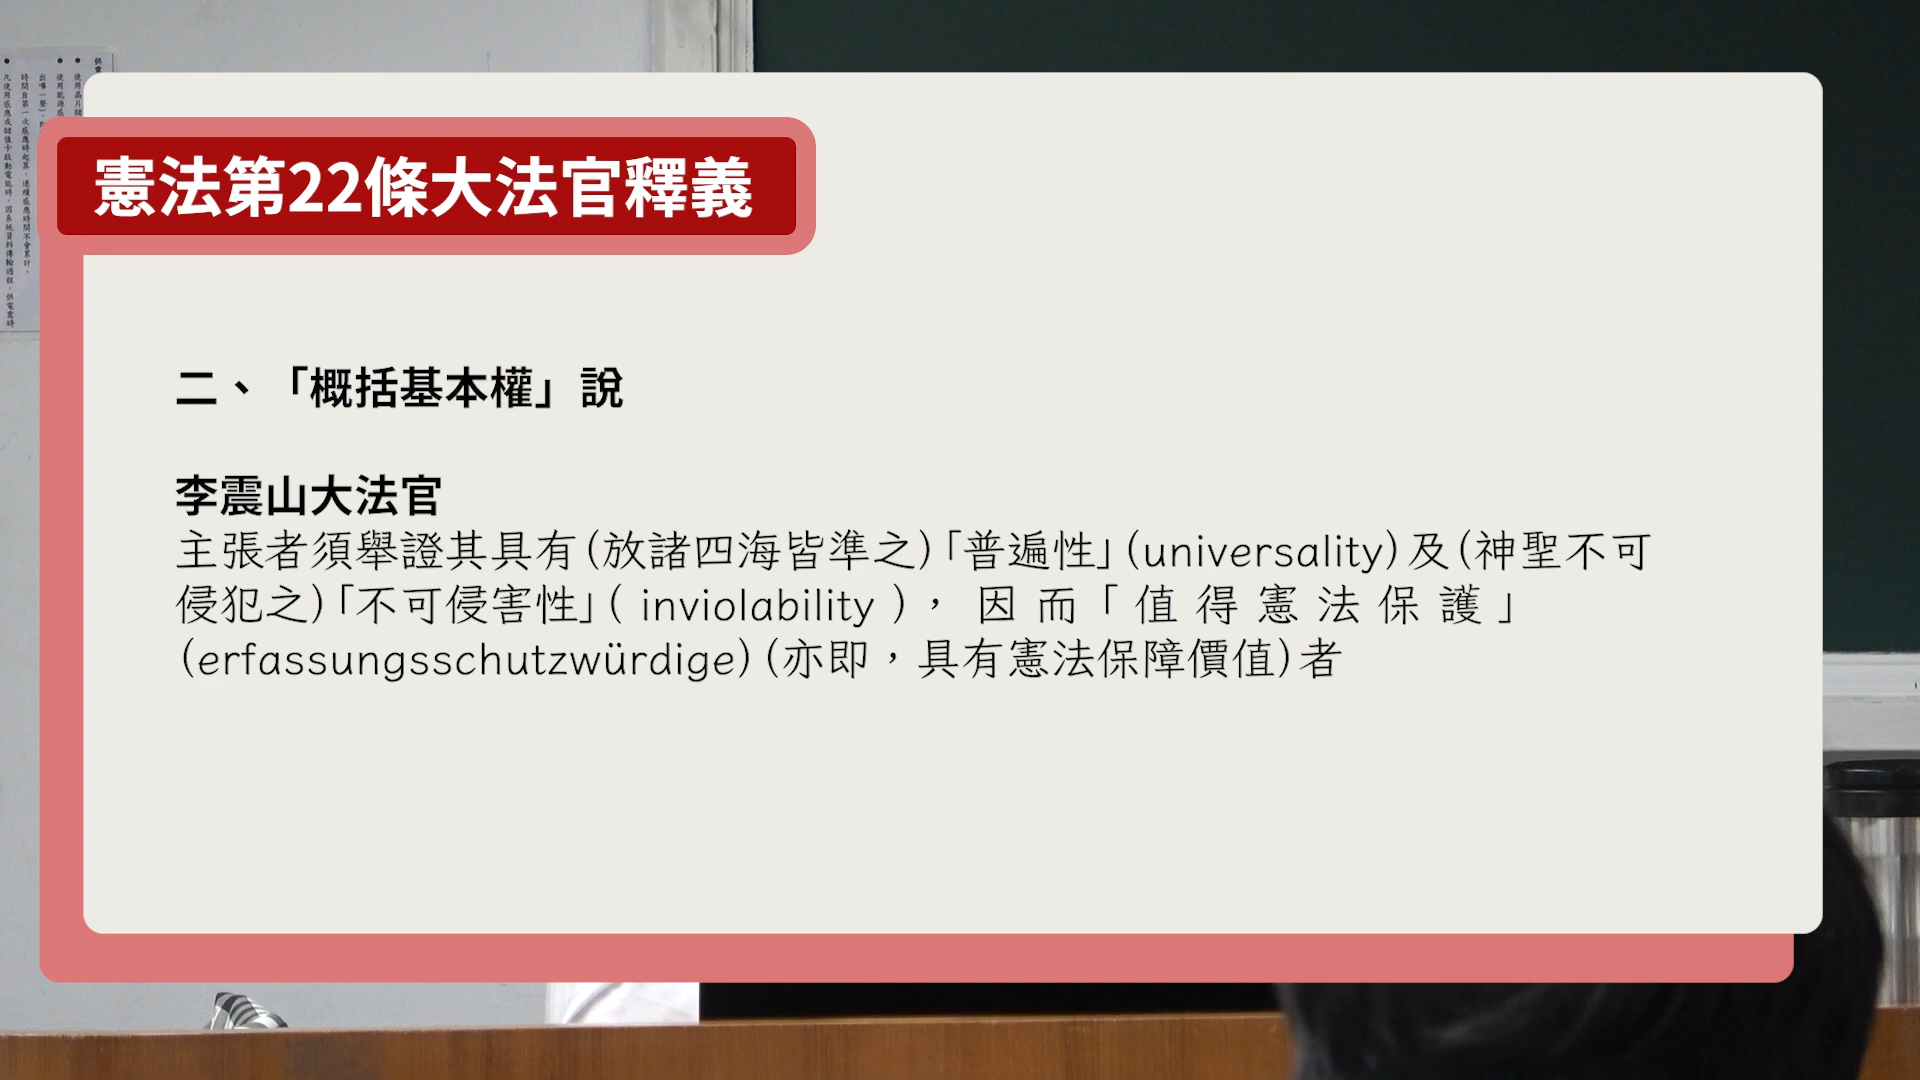 憲法第22條大法官釋義
二、「概括基本權」說
李震山大法官
主張者須舉證其具有(放諸四海皆準之)「普遍性」(universality)及(神聖不可
侵犯之)「不可侵害性」( inviolability ), 因 而「 值 得 憲 法 保 護 」
(erfassungsschutzwürdige)(亦即,具有憲法保障價值)者